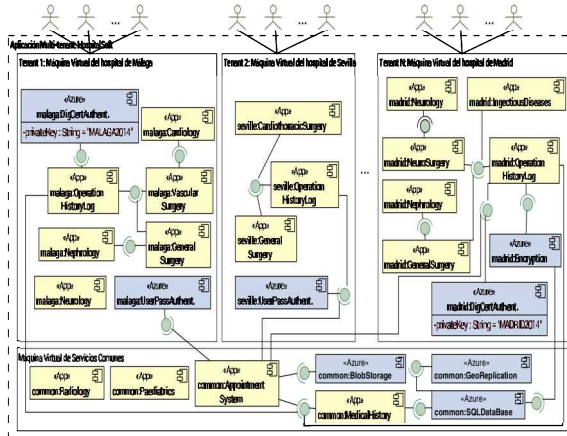 ...
...
...
Aplicación Multi-tenant: HospitalSoft
Tenant 1: Máquina Virtual del hospital de Málaga
«Azure»
malaga:DigCertAuthent.
-privateKey : String = "MALAGA2014"
«App»
malaga:Cardiology
«App»
malaga:Operation
HistoryLog
«App»
malaga:Vascular
Surgery
«App»
malaga:Nephrology
«App»
malaga:General
Surgery
«App»
malaga:Neurology
«Azure»
malaga:UserPassAuthent.
Tenant 2: Máquina Virtual del hospital de Sevilla
«App»
seville:CardiothoracicSurgery
«App»
seville:Operation
HistoryLog
«App»
seville:General
Surgery
«Azure»
seville:UserPassAuthent.
...
Tenant N: Máquina Virtual del hospital de Madrid
«App»
madrid:Neurology
«App»
madrid:IngectiousDiseases
«App»
madrid:NeuroSurgery
«App»
madrid:Operation
HistoryLog
«App»
madrid:Nephrology
«App»
madrid:GeneralSurgery
«Azure»
madrid:Encryption
«Azure»
madrid:DigCertAuthent.
-privateKey : String = "MADRID2014"
Máquina Virtual de Servicios Comunes
«App»
common:Radiology
«App»
common:Paediatrics
«App»
common:Appointment
System
«Azure»
common:BlobStorage
«Azure»
common:GeoReplication
«App»
common:MedicalHistory
«Azure»
common:SQLDataBase